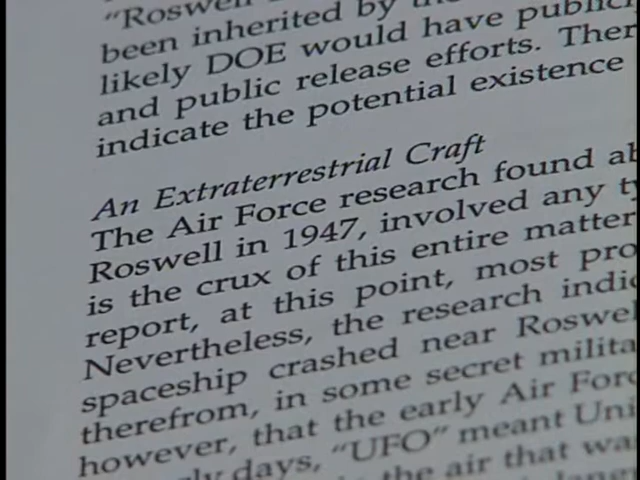 "Roswell
been inherited by
likely DOE would have
and public release efforts.
indicate the potential existence
An Extraterrestrial Craft
The Air Force research found
Roswell in 1947, involved any
is the crux of this entire matter
report, at this point, most
Nevertheless, the research
spaceship crashed near
therefrom, in some secret
however, that the early Air
days, "UFO" meant
the air that